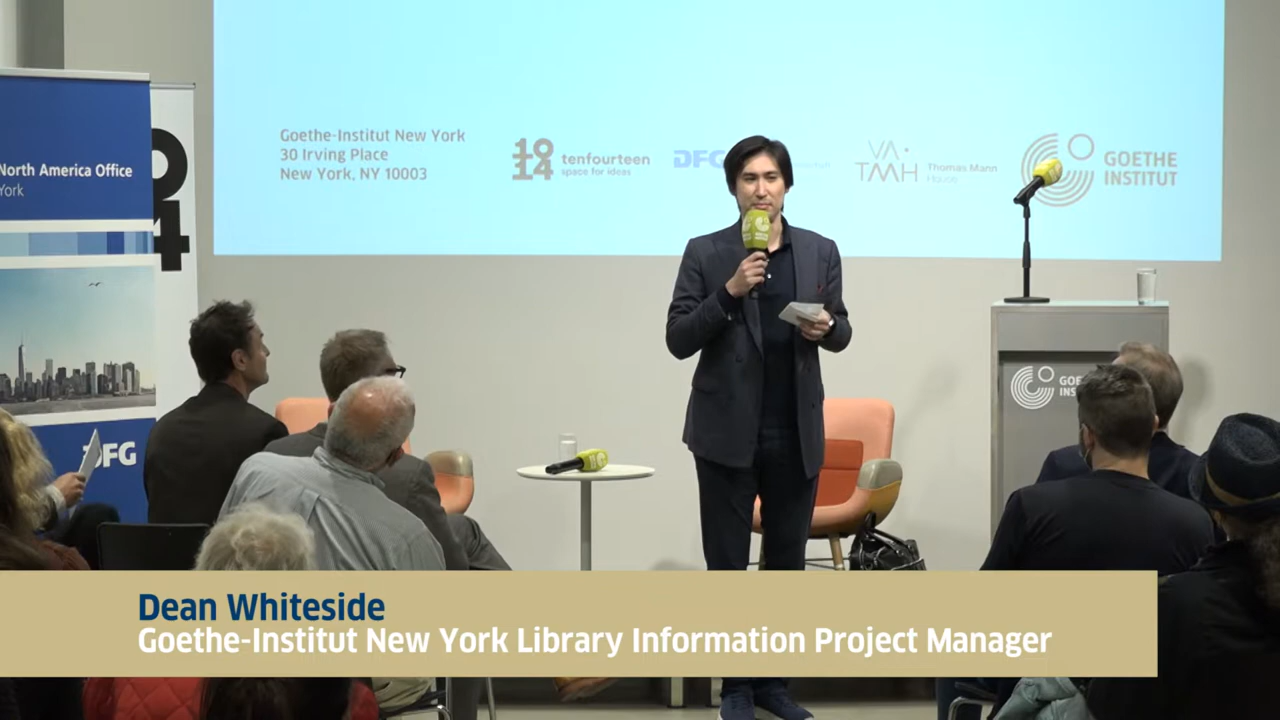 Goethe-Institut New York
30 Irving Place
New York, NY 10003
1014
tenfourteen
space for ideas
DFG
VA·
TMH
Thomas Mann
House
GOETHE
INSTITUT
North America Office
York
DFG
Dean Whiteside
Goethe-Institut New York Library Information Project Manager